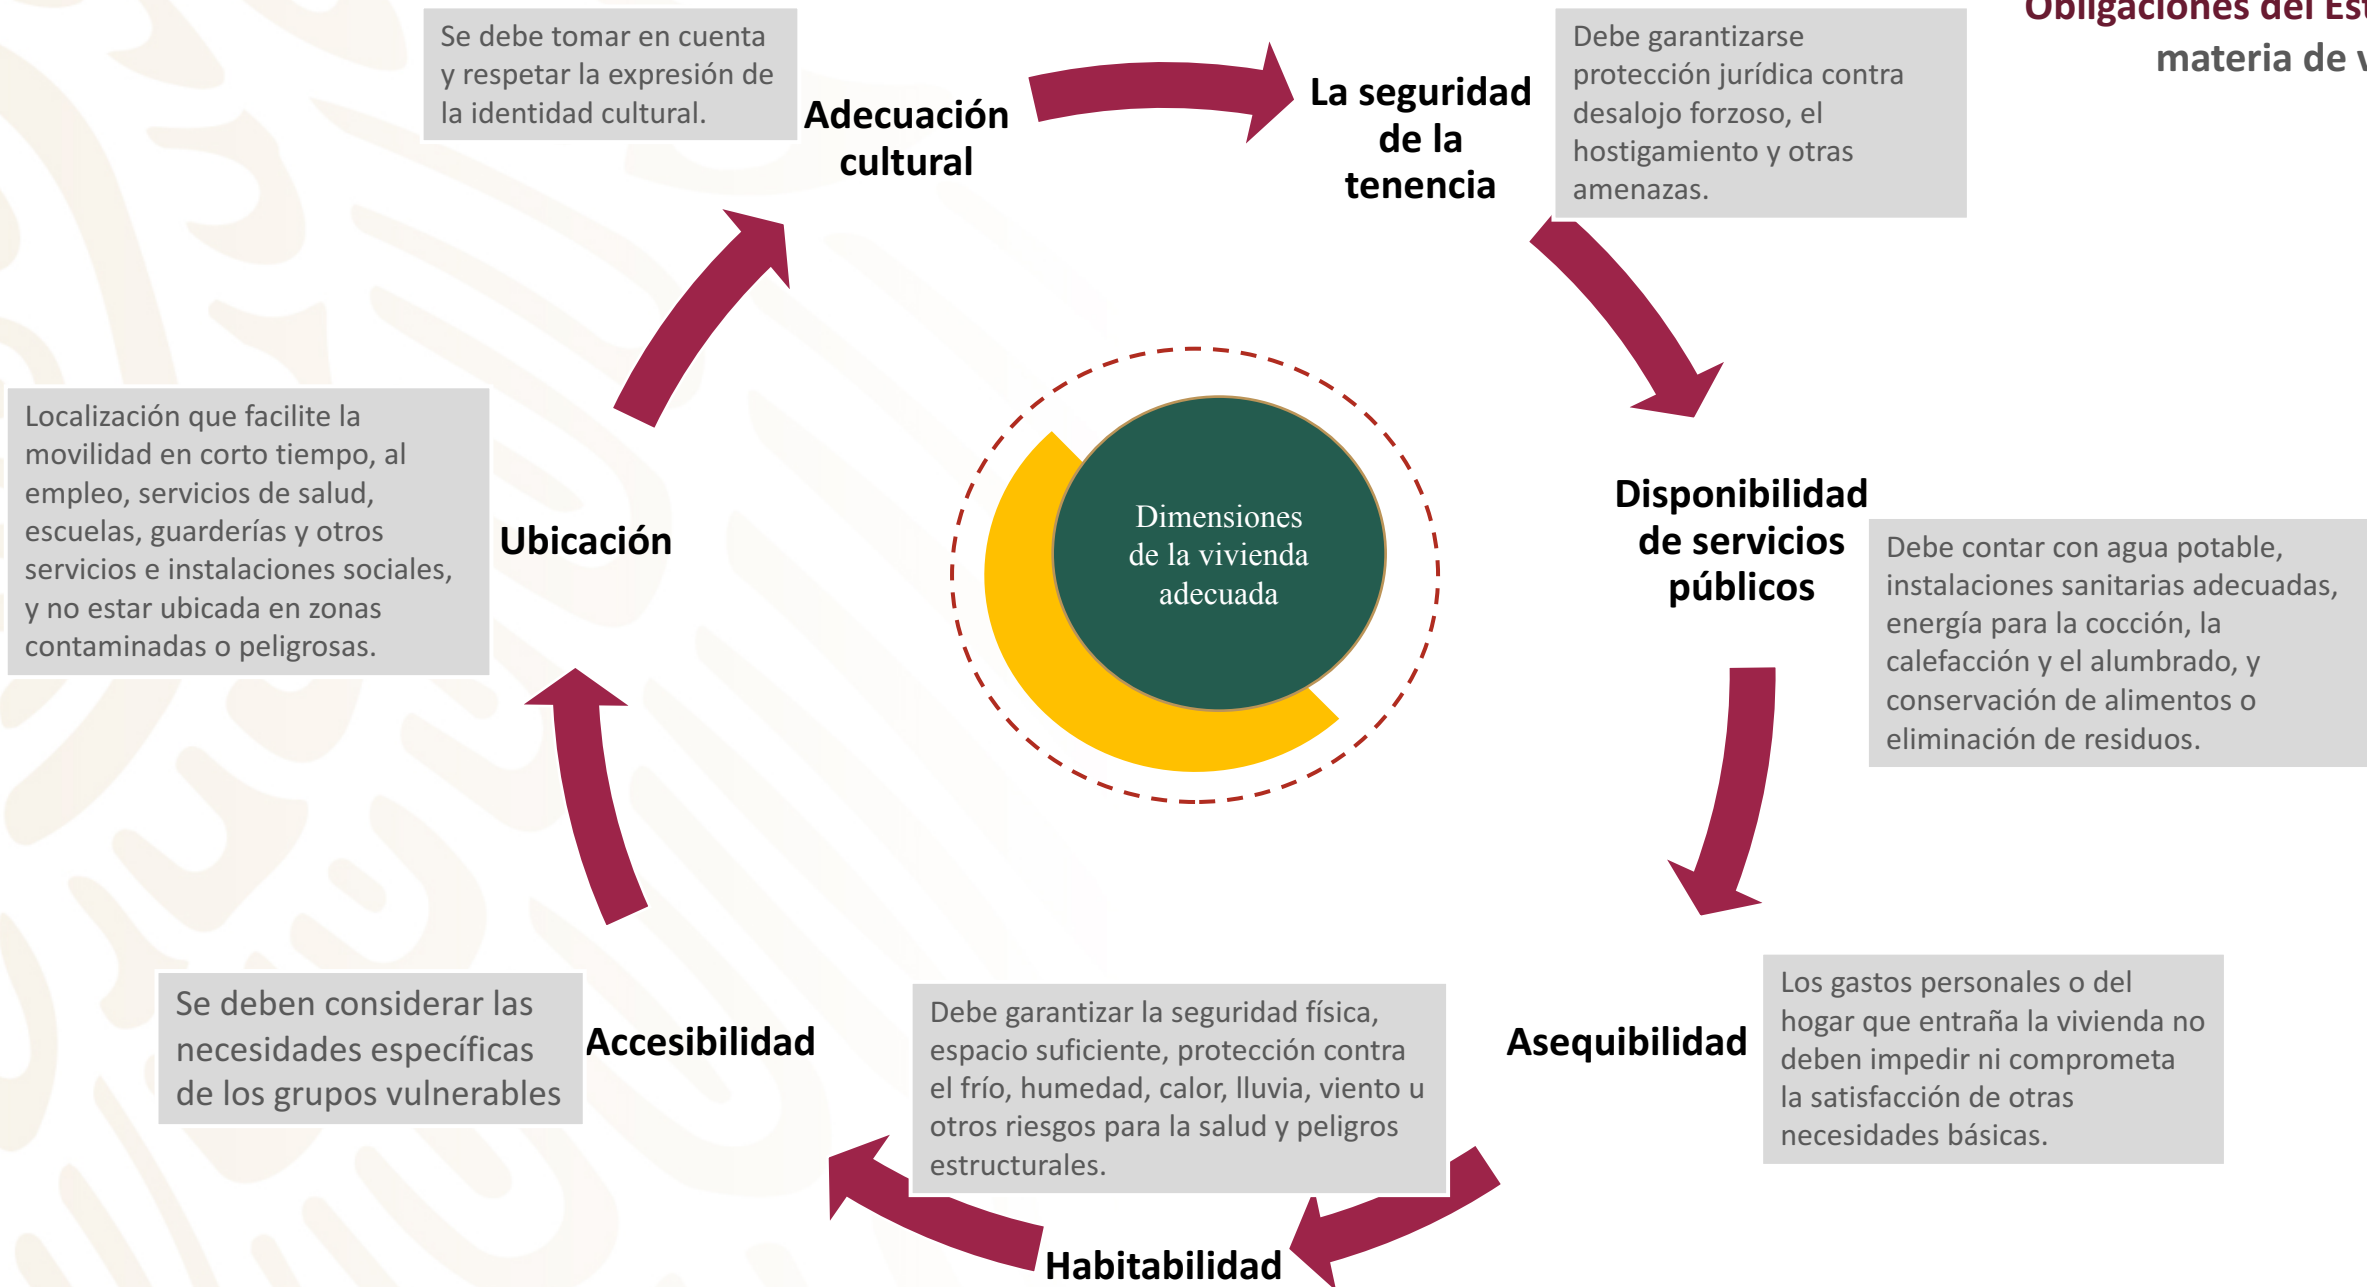 Obligaciones del
materia de
Se debe tomar en cuenta
y respetar la expresión de
la identidad cultural.
Adecuación
cultural
La seguridad
de la
tenencia
Debe garantizarse
protección jurídica contra
desalojo forzoso, el
hostigamiento y otras
amenazas.
Disponibilidad
de servicios
públicos
Debe contar con agua potable,
instalaciones sanitarias adecuadas,
energía para la cocción, la
calefacción y el alumbrado, y
conservación de alimentos o
eliminación de residuos.
Asequibilidad
Los gastos personales o del
hogar que entraña la vivienda no
deben impedir ni comprometa
la satisfacción de otras
necesidades básicas.
Habitabilidad
Debe garantizar la seguridad física,
espacio suficiente, protección contra
el frío, humedad, calor, lluvia, viento u
otros riesgos para la salud y peligros
estructurales.
Accesibilidad
Se deben considerar las
necesidades específicas
de los grupos vulnerables
Ubicación
Localización que facilite la
movilidad en corto tiempo, al
empleo, servicios de salud,
escuelas, guarderías y otros
servicios e instalaciones sociales,
y no estar ubicada en zonas
contaminadas o peligrosas.
Dimensiones
de la vivienda
adecuada